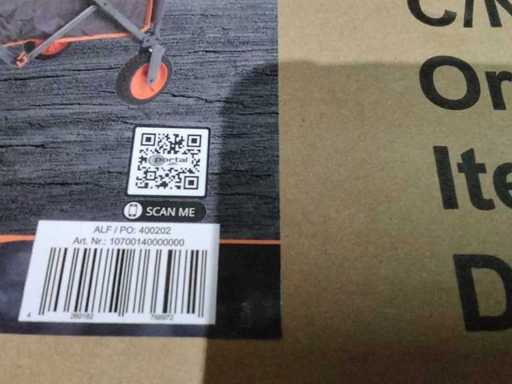 portal
SCAN ME
ALF / PO: 400202
Art. Nr.: 10700140000000
C/
Or
Ite
D